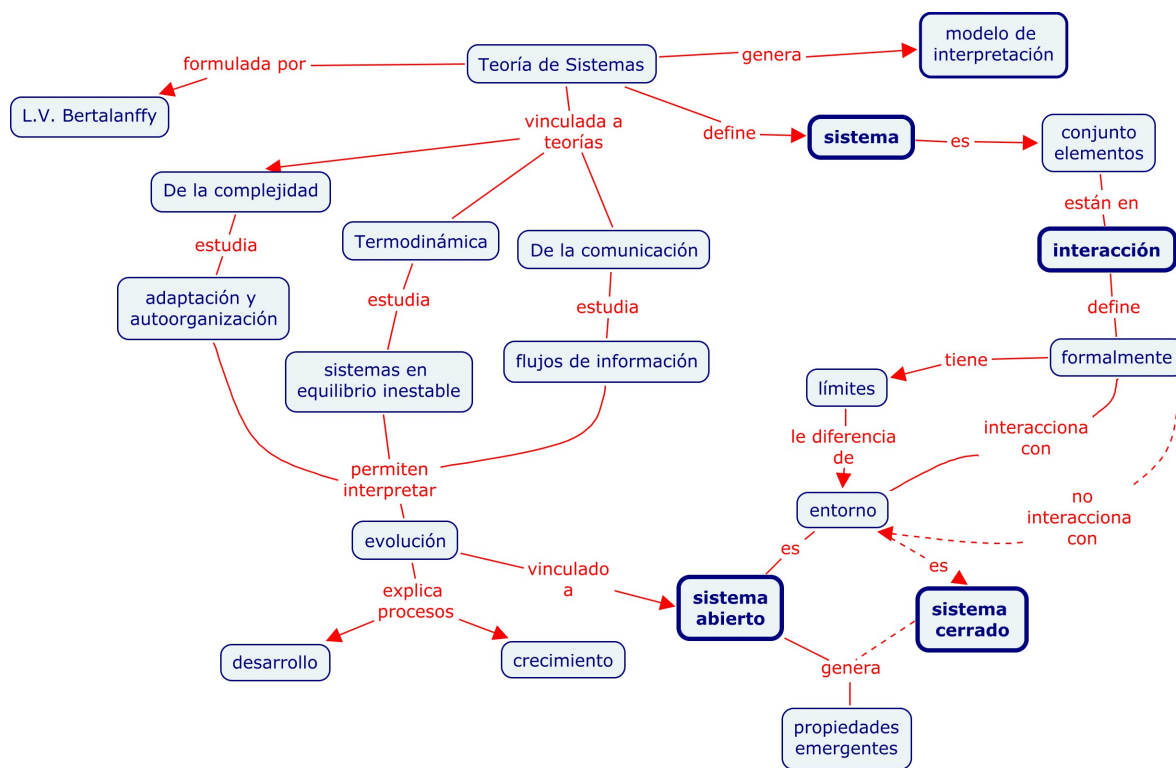 modelo de
interpretación
genera
Teoría de Sistemas
formulada por
L.V. Bertalanffy
vinculada a
teorías
define
sistema
es
conjunto
elementos
De la complejidad
están en
estudia
Termodinámica
De la comunicación
interacción
adaptación y
autoorganización
estudia
estudia
define
sistemas en
equilibrio inestable
flujos de información
tiene
formalmente
límites
le diferencia
de
interacciona
con
permiten
interpretar
entorno
no
interacciona
con
evolución
es
es
vinculado
a
explica
procesos
sistema
abierto
sistema
cerrado
desarrollo
crecimiento
genera
propiedades
emergentes